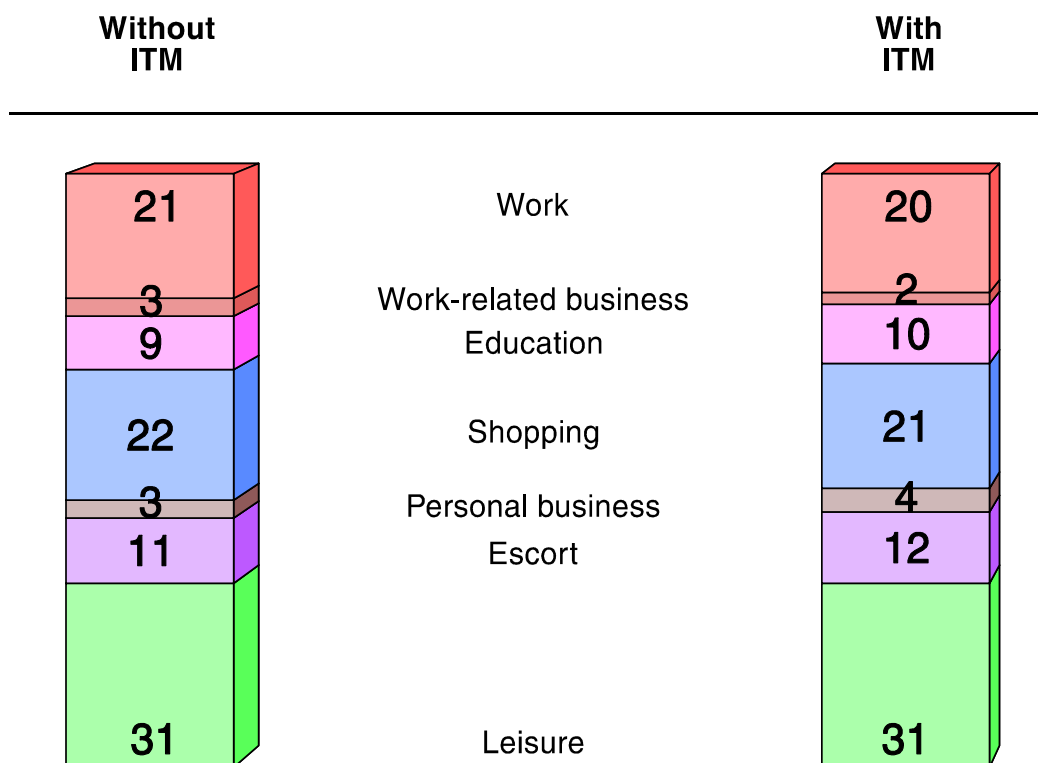 Without
ITM
With
ITM
21
Work
20
3
Work-related business
2
9
Education
10
22
Shopping
21
3
Personal business
4
11
Escort
12
31
Leisure
31